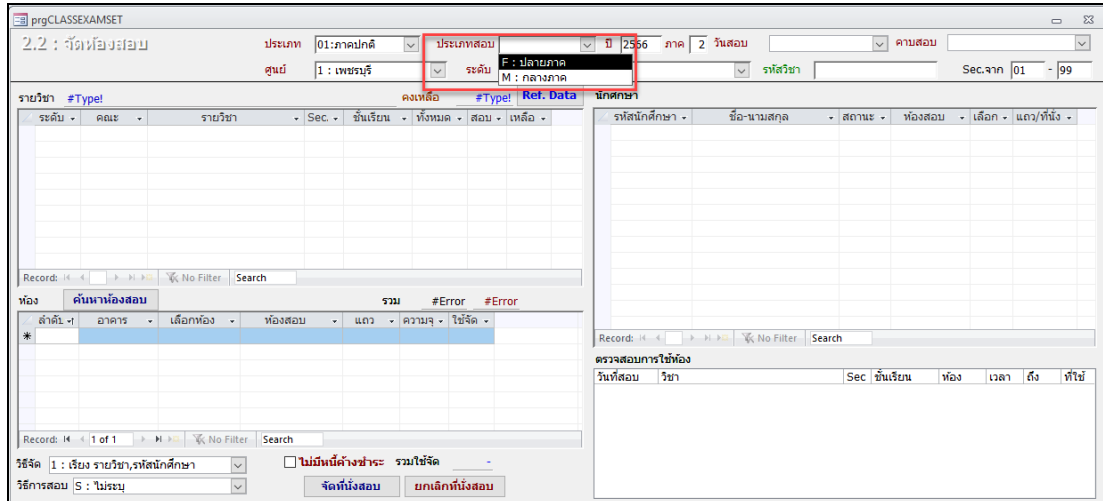 prgCLASSEXAMSET
2.2 : จัดห้องสอบ ประเภท 01:ภาคปกติ ประเภทสอบ ปี 2566 ภาค 2 วันสอบ คาบสอบ
F : ปลายภาค
M : กลางภาค
ศูนย์ 1 : เพชรบุรี ระดับ รหัสวิชา Sec.จาก 01 - 99
รายวิชา #Type! คงเหลือ #Type! Ref. Data นักศึกษา
ระดับ คณะ รายวิชา Sec. ชั้นเรียน ทั้งหมด สอบ เหลือ
รหัสนักศึกษา ชื่อ-นามสกุล สถานะ ห้องสอบ เลือก แถว/ที่นั่ง
Record: No Filter Search
ห้อง ค้นหาห้องสอบ รวม #Error #Error
ลำดับ อาคาร เลือกห้อง ห้องสอบ แถว ความจุ ใช้จัด
Record: No Filter Search
ตรวจสอบการใช้ห้อง
วันที่สอบ วิชา Sec ชั้นเรียน ห้อง เวลา ถึง ที่ใช้
Record: 1 of 1 No Filter Search
วิธีจัด 1 : เรียง รายวิชา,รหัสนักศึกษา ไม่มีหนี้ค้างชำระ รวมใช้จัด -
วิธีการสอบ S : ไม่ระบุ จัดที่นั่งสอบ ยกเลิกที่นั่งสอบ